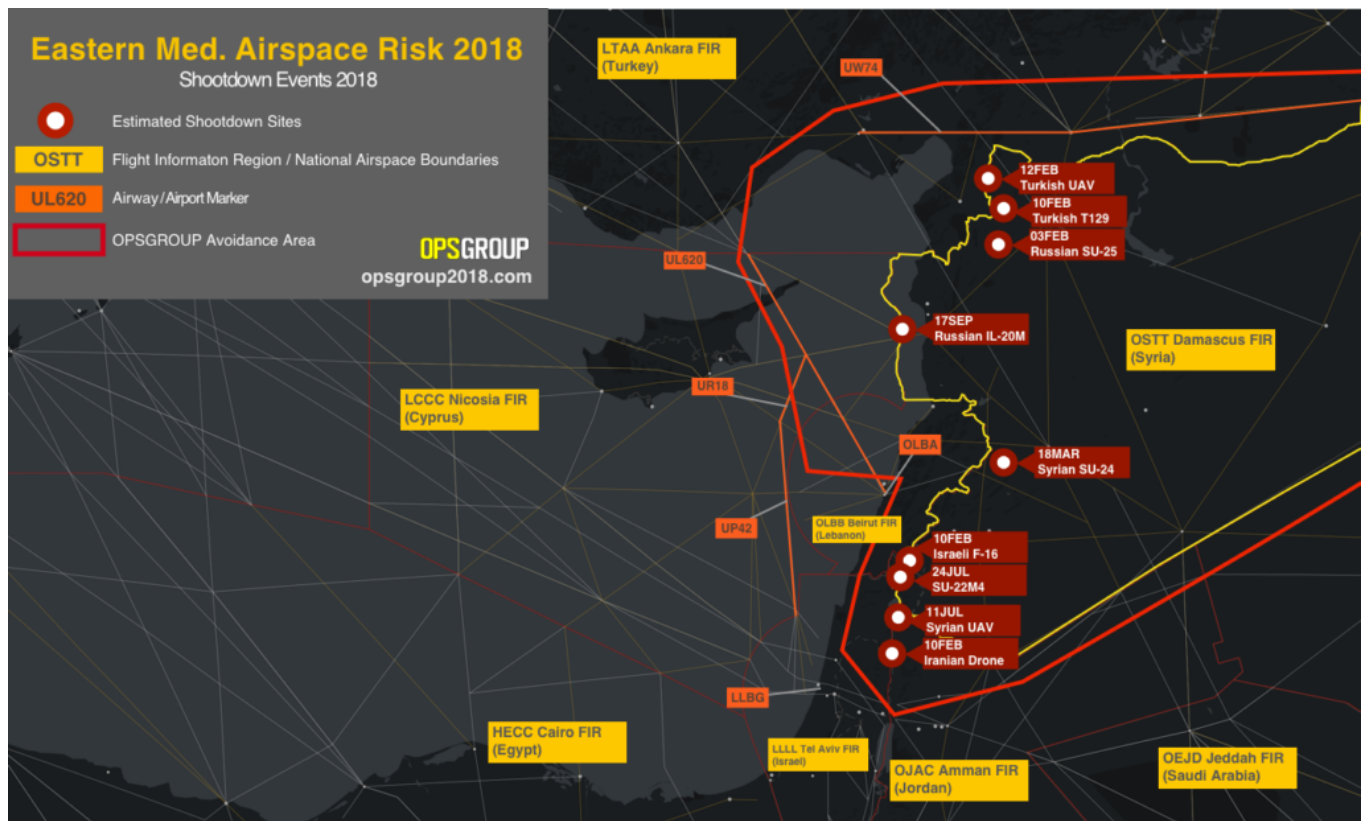 Eastern Med. Airspace Risk 2018
Shootdown Events 2018
Estimated Shootdown Sites
OSTT
Flight Informaton Region / National Airspace Boundaries
UL620
Airway/Airport Marker
OPSGROUP Avoidance Area
OPSGROUP
opsgroup2018.com
LTAA Ankara FIR
(Turkey)
UW74
12FEB
Turkish UAV
10FEB
Turkish T129
03FEB
Russian SU-25
UL620
17SEP
Russian IL-20M
OSTT Damascus FIR
(Syria)
UR18
LCCC Nicosia FIR
(Cyprus)
OLBA
18MAR
Syrian SU-24
UP42
OLBB Beirut FIR
(Lebanon)
10FEB
Israeli F-16
24JUL
SU-22M4
11JUL
Syrian UAV
10FEB
Iranian Drone
LLBG
HECC Cairo FIR
(Egypt)
LLLL Tel Aviv FIR
(Israel)
OJAC Amman FIR
(Jordan)
OEJD Jeddah FIR
(Saudi Arabia)